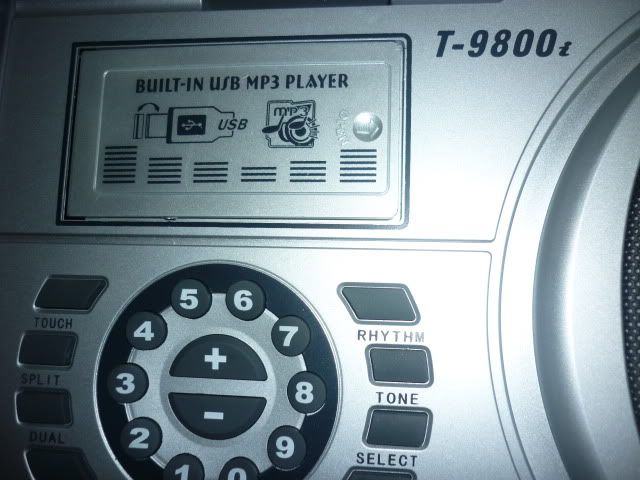 T-9800i
BUILT-IN USB MP3 PLAYER
USB
MP3
5 6
4 7
3 8
2 9
1 0
+
-
TOUCH
SPLIT
DUAL
RHYTHM
TONE
SELECT